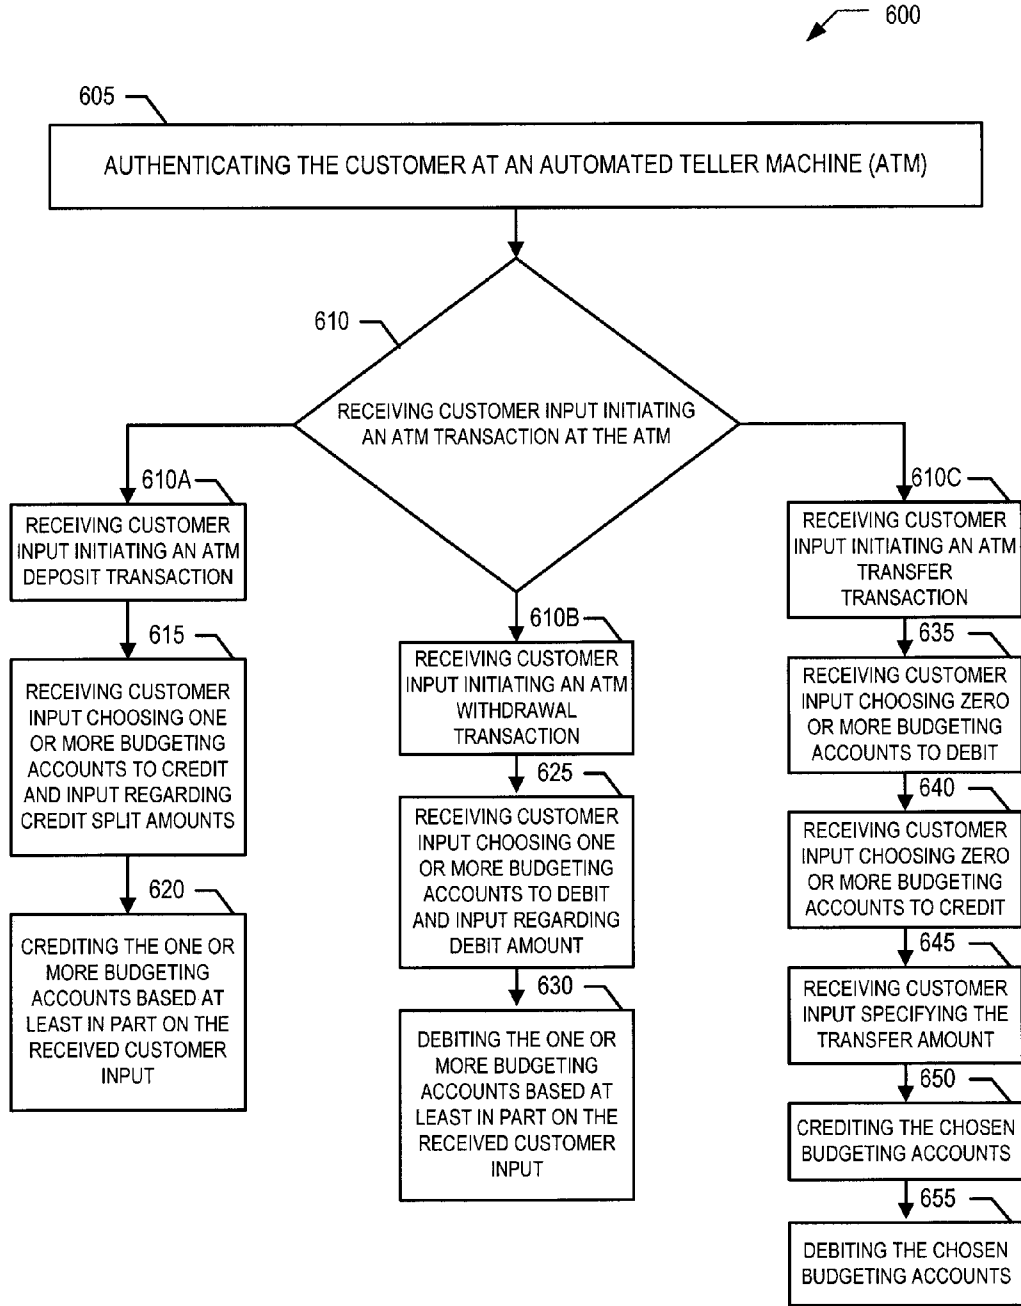 600
605
AUTHENTICATING THE CUSTOMER AT AN AUTOMATED TELLER MACHINE (ATM)
610
RECEIVING CUSTOMER INPUT INITIATING
AN ATM TRANSACTION AT THE ATM
610A
RECEIVING CUSTOMER
INPUT INITIATING AN ATM
DEPOSIT TRANSACTION
615
RECEIVING CUSTOMER
INPUT CHOOSING ONE
OR MORE BUDGETING
ACCOUNTS TO CREDIT
AND INPUT REGARDING
CREDIT SPLIT AMOUNTS
620
CREDITING THE ONE OR
MORE BUDGETING
ACCOUNTS BASED AT
LEAST IN PART ON THE
RECEIVED CUSTOMER
INPUT
610B
RECEIVING CUSTOMER
INPUT INITIATING AN ATM
WITHDRAWAL
TRANSACTION
625
RECEIVING CUSTOMER
INPUT CHOOSING ONE
OR MORE BUDGETING
ACCOUNTS TO DEBIT
AND INPUT REGARDING
DEBIT AMOUNT
630
DEBITING THE ONE OR
MORE BUDGETING
ACCOUNTS BASED AT
LEAST IN PART ON THE
RECEIVED CUSTOMER
INPUT
610C
RECEIVING CUSTOMER
INPUT INITIATING AN ATM
TRANSFER
TRANSACTION
635
RECEIVING CUSTOMER
INPUT CHOOSING ZERO
OR MORE BUDGETING
ACCOUNTS TO DEBIT
640
RECEIVING CUSTOMER
INPUT CHOOSING ZERO
OR MORE BUDGETING
ACCOUNTS TO CREDIT
645
RECEIVING CUSTOMER
INPUT SPECIFYING THE
TRANSFER AMOUNT
650
CREDITING THE CHOSEN
BUDGETING ACCOUNTS
655
DEBITING THE CHOSEN
BUDGETING ACCOUNTS